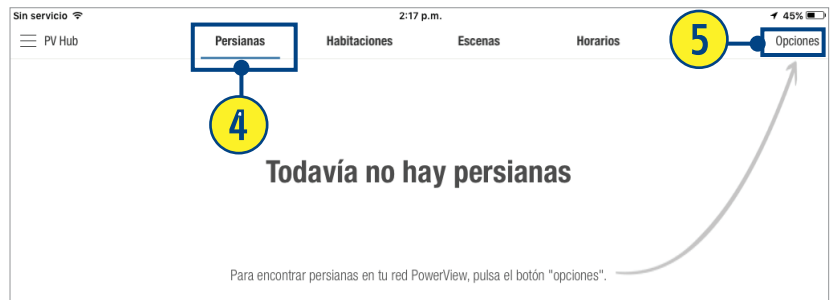 Sin servicio 2:17 p.m. 45%
PV Hub Persianas Habitaciones Escenas Horarios 5 Opciones
4
Todavía no hay persianas
Para encontrar persianas en tu red PowerView, pulsa el botón "opciones".